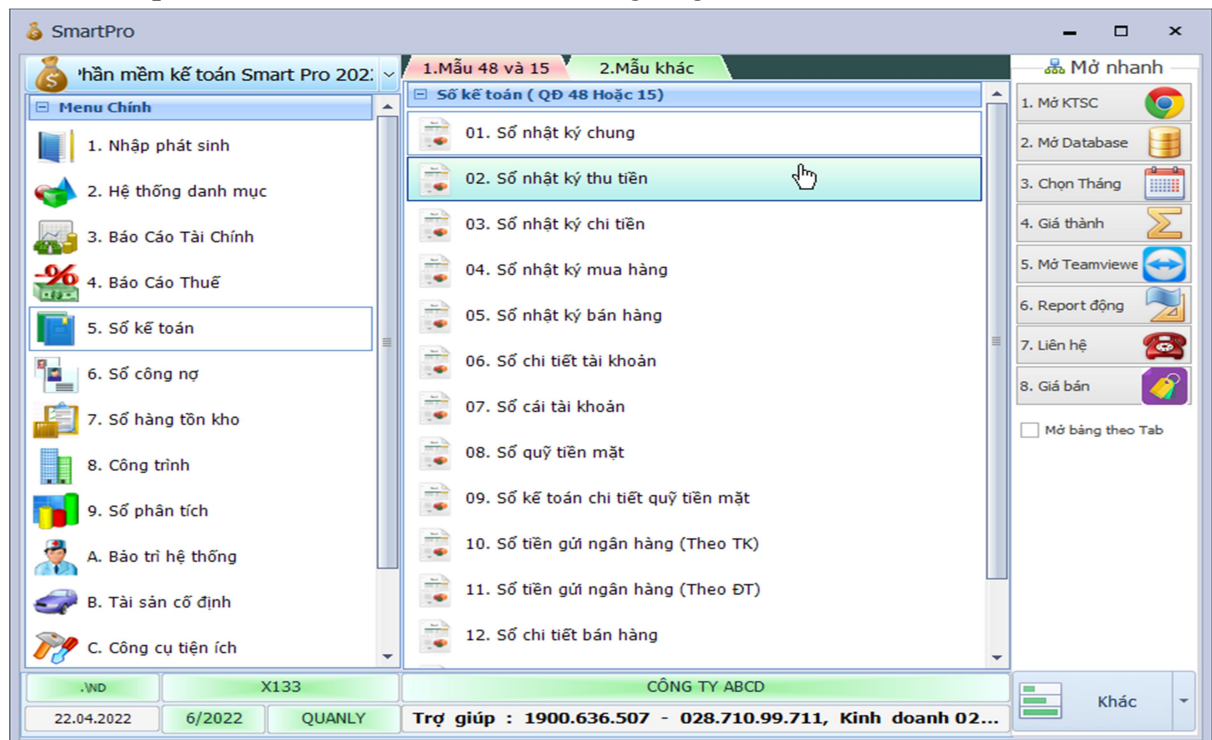 SmartPro
'hần mềm kế toán Smart Pro 202
Menu Chính
1. Nhập phát sinh
2. Hệ thống danh mục
3. Báo Cáo Tài Chính
4. Báo Cáo Thuế
5. Sổ kế toán
6. Sổ công nợ
7. Sổ hàng tồn kho
8. Công trình
9. Sổ phân tích
A. Bảo trì hệ thống
B. Tài sản cố định
C. Công cụ tiện ích
1.Mẫu 48 và 15
2.Mẫu khác
Sổ kế toán ( QĐ 48 Hoặc 15)
01. Sổ nhật ký chung
02. Sổ nhật ký thu tiền
03. Sổ nhật ký chi tiền
04. Sổ nhật ký mua hàng
05. Sổ nhật ký bán hàng
06. Sổ chi tiết tài khoản
07. Sổ cái tài khoản
08. Sổ quỹ tiền mặt
09. Sổ kế toán chi tiết quỹ tiền mặt
10. Sổ tiền gửi ngân hàng (Theo TK)
11. Sổ tiền gửi ngân hàng (Theo ĐT)
12. Sổ chi tiết bán hàng
Mở nhanh
1. Mở KTSC
2. Mở Database
3. Chọn Tháng
4. Giá thành
5. Mở Teamviewe
6. Report động
7. Liên hệ
8. Giá bán
Mở bảng theo Tab
Khác
.\ND
X133
CÔNG TY ABCD
22.04.2022
6/2022
QUANLY
Trợ giúp : 1900.636.507 - 028.710.99.711, Kinh doanh 02...